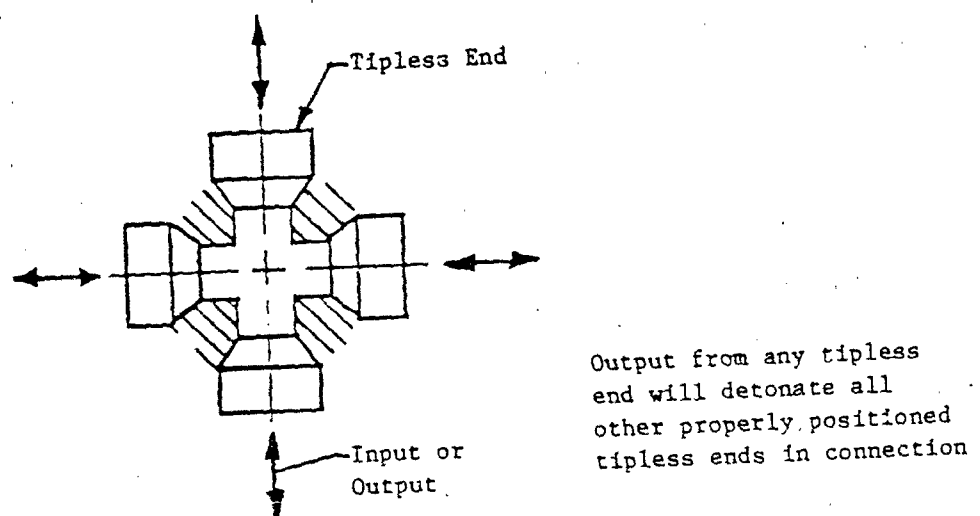 Tipless End
Output from any tipless
end will detonate all
other properly positioned
tipless ends in connection
Input or
Output